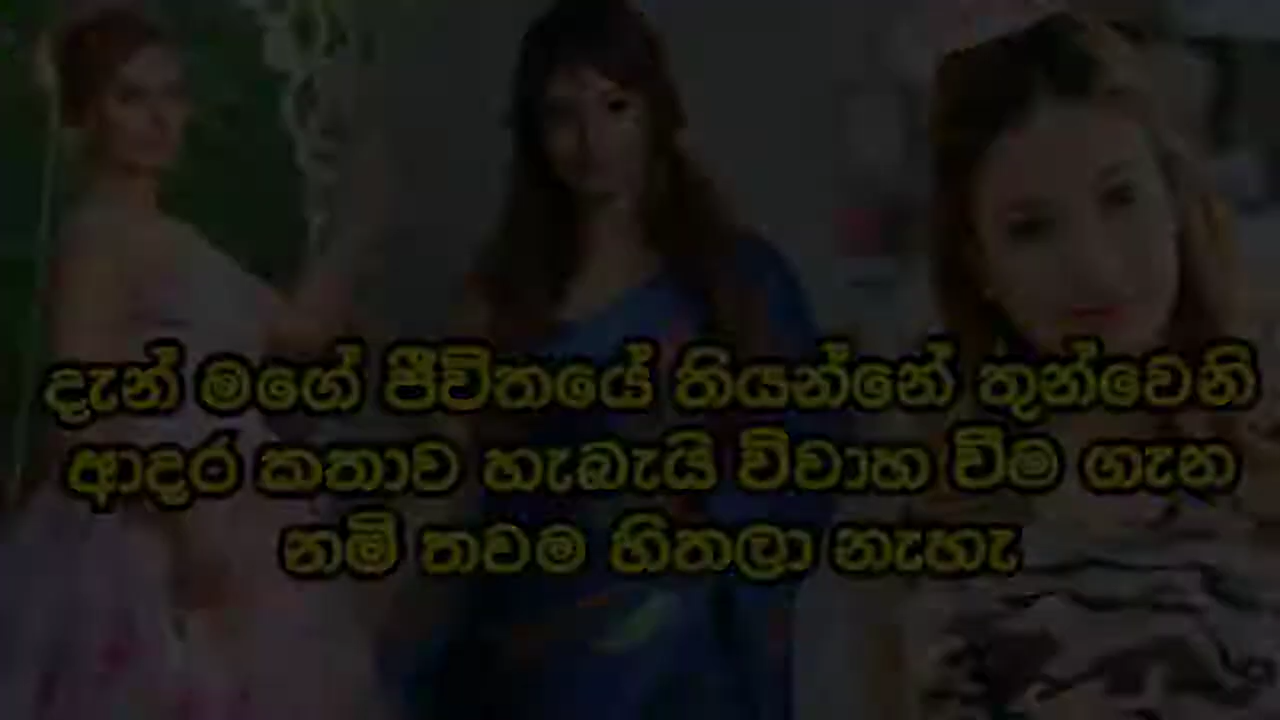 දැන් මගේ ජීවිතයේ තියන්නේ තුන්වෙනි
ආදර කතාව හැබැයි විවාහ වීම ගැන
නම් තවම හිතලා නැහැ